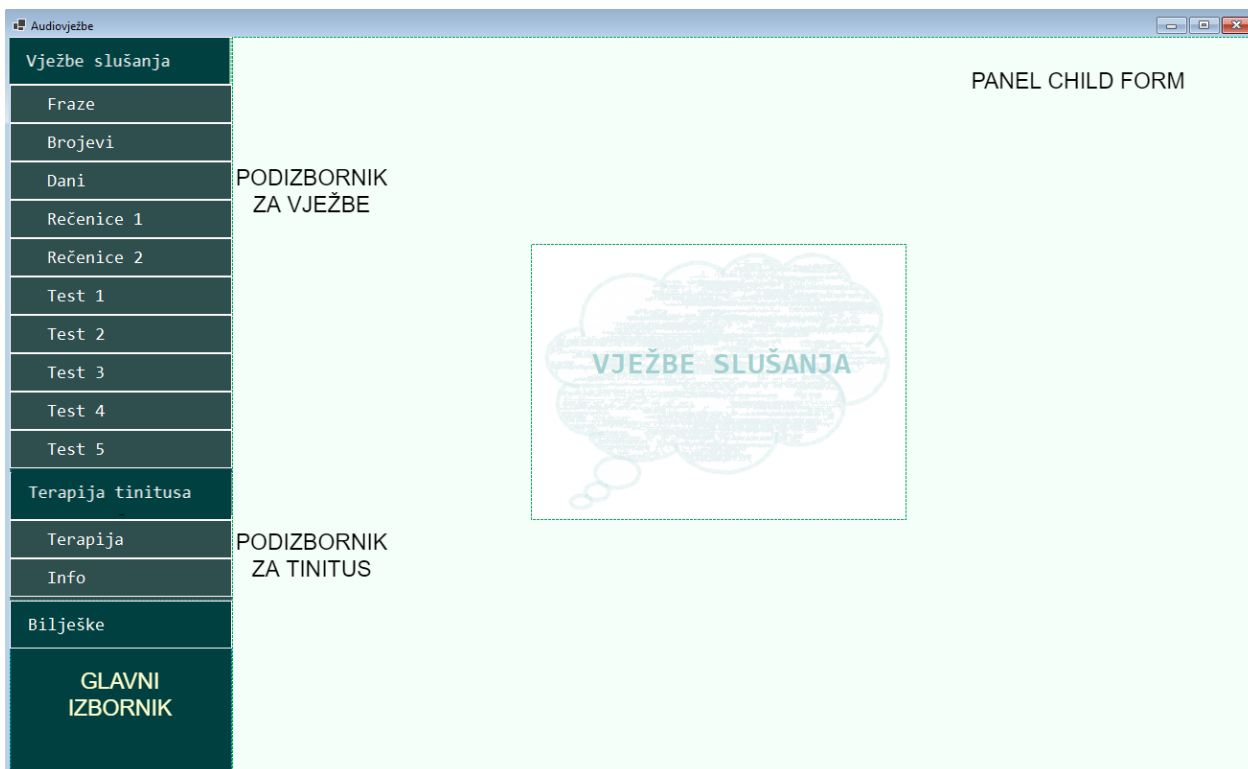 Audiovježbe
Vježbe slušanja
Fraze
Brojevi
Dani
Rečenice 1
Rečenice 2
Test 1
Test 2
Test 3
Test 4
Test 5
Terapija tinitusa
Terapija
Info
Bilješke
GLAVNI
IZBORNIK
PODIZBORNIK
ZA VJEŽBE
PODIZBORNIK
ZA TINITUS
PANEL CHILD FORM
VJEŽBE SLUŠANJA